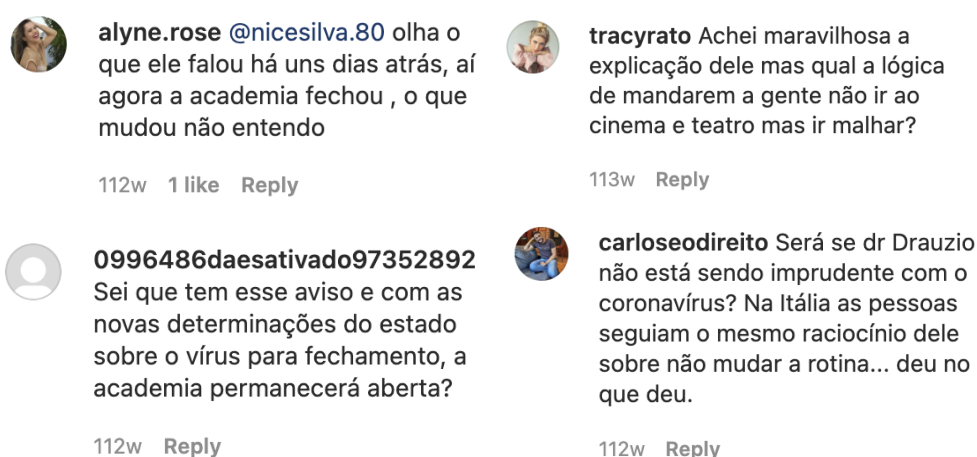 alyne.rose @nicesilva.80 olha o
que ele falou há uns dias atrás, aí
agora a academia fechou , o que
mudou não entendo
112w 1 like Reply
0996486daesativado97352892
Sei que tem esse aviso e com as
novas determinações do estado
sobre o vírus para fechamento, a
academia permanecerá aberta?
112w Reply
tracyrato Achei maravilhosa a
explicação dele mas qual a lógica
de mandarem a gente não ir ao
cinema e teatro mas ir malhar?
113w Reply
carloseodireito Será se dr Drauzio
não está sendo imprudente com o
coronavírus? Na Itália as pessoas
seguiam o mesmo raciocínio dele
sobre não mudar a rotina... deu no
que deu.
112w Reply